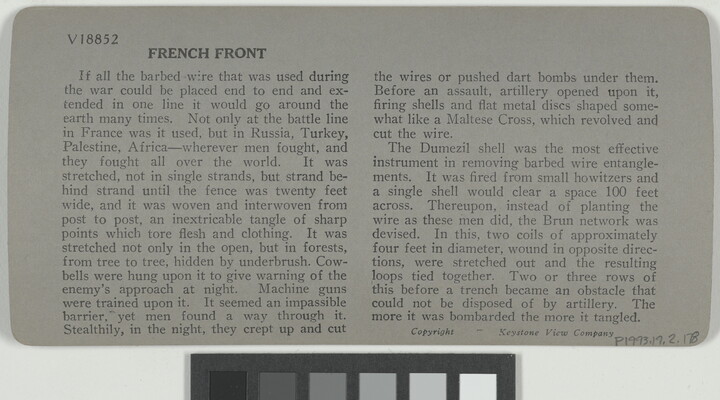 V18852
FRENCH FRONT
If all the barbed wire that was used during
the war could be placed end to end and ex-
tended in one line it would go around the
earth many times. Not only at the battle line
in France was it used, but in Russia, Turkey,
Palestine, Africa—wherever men fought, and
they fought all over the world. It was
stretched, not in single strands, but strand be-
hind strand until the fence was twenty feet
wide, and it was woven and interwoven from
post to post, an inextricable tangle of sharp
points which tore flesh and clothing. It was
stretched not only in the open, but in forests,
from tree to tree, hidden by underbrush. Cow-
bells were hung upon it to give warning of the
enemy's approach at night. Machine guns
were trained upon it. It seemed an impassible
barrier, yet men found a way through it.
Stealthily, in the night, they crept up and cut
the wires or pushed dart bombs under them.
Before an assault, artillery opened upon it,
firing shells and flat metal discs shaped some-
what like a Maltese Cross, which revolved and
cut the wire.
The Dumezil shell was the most effective
instrument in removing barbed wire entangle-
ments. It was fired from small howitzers and
a single shell would clear a space 100 feet
across. Thereupon, instead of planting the
wire as these men did, the Brun network was
devised. In this, two coils of approximately
four feet in diameter, wound in opposite direc-
tions, were stretched out and the resulting
loops tied together. Two or three rows of
this before a trench became an obstacle that
could not be disposed of by artillery. The
more it was bombarded the more it tangled.
Copyright — Keystone View Company
P1993.17.2.178